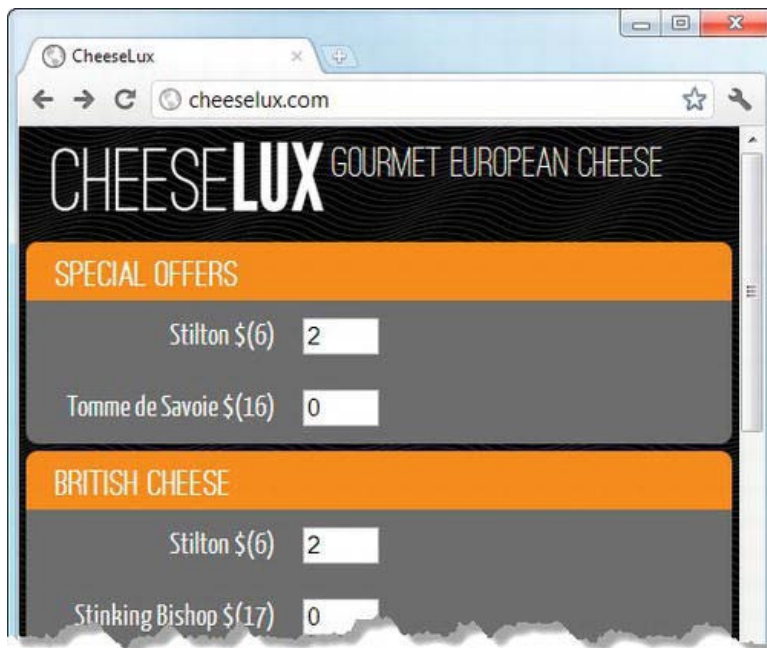 CheeseLux
cheeselux.com
CHEESELUX GOURMET EUROPEAN CHEESE
SPECIAL OFFERS
Stilton $(6) 2
Tomme de Savoie $(16) 0
BRITISH CHEESE
Stilton $(6) 2
Stinking Bishop $(17) 0